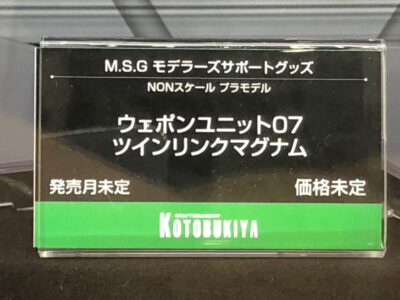 M.S.G モデラーズサポートグッズ
NONスケール プラモデル
ウェポンユニット07
ツインリンクマグナム
発売月未定 価格未定
CRAFTSMANSHIP
KOTOBUKIYA